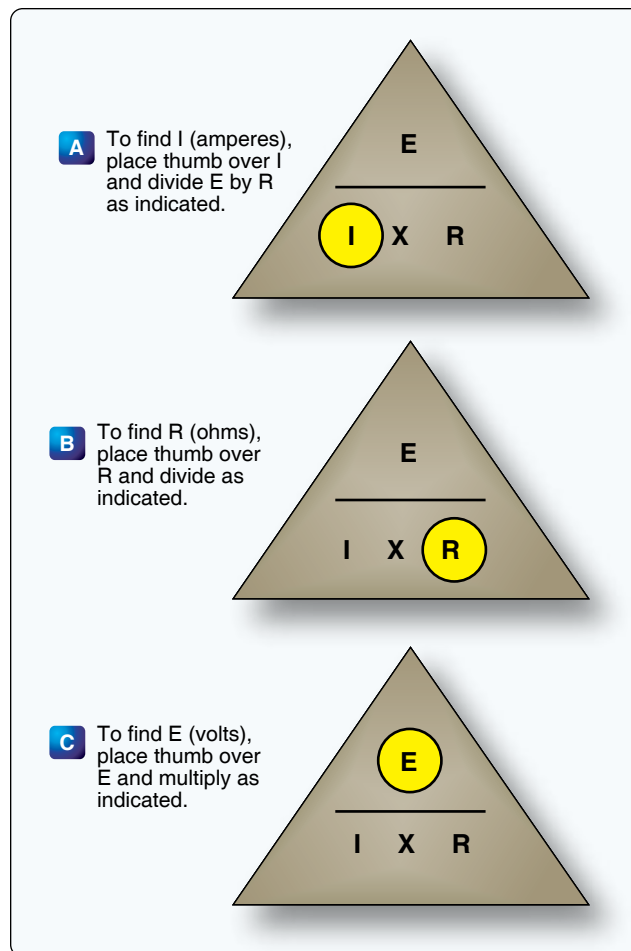 A
To find I (amperes),
place thumb over I
and divide E by R
as indicated.
E
I X R
B
To find R (ohms),
place thumb over
R and divide as
indicated.
E
I X R
C
To find E (volts),
place thumb over
E and multiply as
indicated.
E
I X R